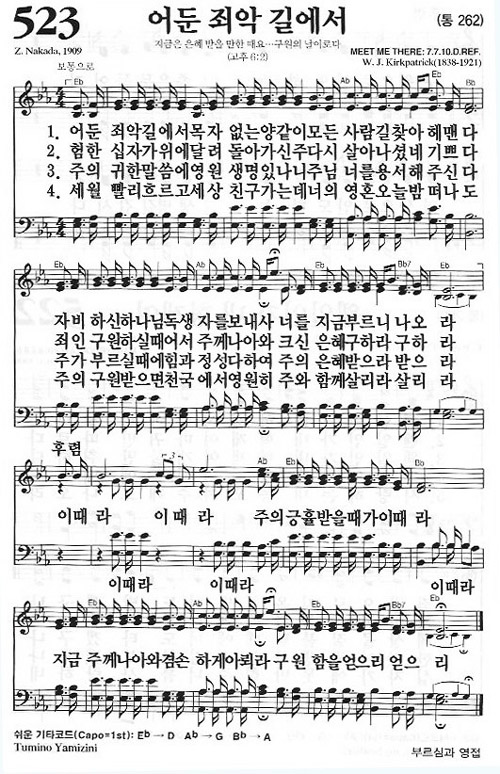 523
어둔 죄악 길에서
(통 262)
지금은 은혜 받을 만한 때요…구원의 날이로다
(고후 6:2)
Z. Nakada, 1909
MEET ME THERE: 7.7.10.D.REF.
W. J. Kirkpatrick(1838-1921)
보통으로
Eb Ab Eb Bb
1. 어둔 죄악길에서목자 없는양같이모든 사람길찾아 헤맨 다
2. 험한 십자가위에달려 돌아가신주다시 살아나셨네 기쁘 다
3. 주의 귀한말씀에영원 생명있나니주님 너를용서해 주신 다
4. 세월 빨리흐르고세상 친구가는데너의 영혼오늘밤 떠나 도
Eb Ab Eb Bb7 Eb
자비 하신하나님독생 자를보내사 너를 지금부르니 나오 라
죄인 구원하실때어서 주께나아와 크신 은혜구하라 구하 라
주가 부르실때에힘과 정성다하여 주의 은혜받으라 받으 라
주의 구원받으면천국 에서영원히 주와 함께살리라 살리 라
후렴
3
Ab Eb Bb
이때 라 이 때 라 주의긍휼받을때가이때 라
이때라 이때라 이때라
Eb Ab Eb Bb7 Eb
지금 주께나아와겸손 하게아뢰라 구원 함을얻으리 얻으 리
쉬운 기타코드(Capo=1st): Eb → D Ab → G Bb → A
Tumino Yamizini
부르심과 영접